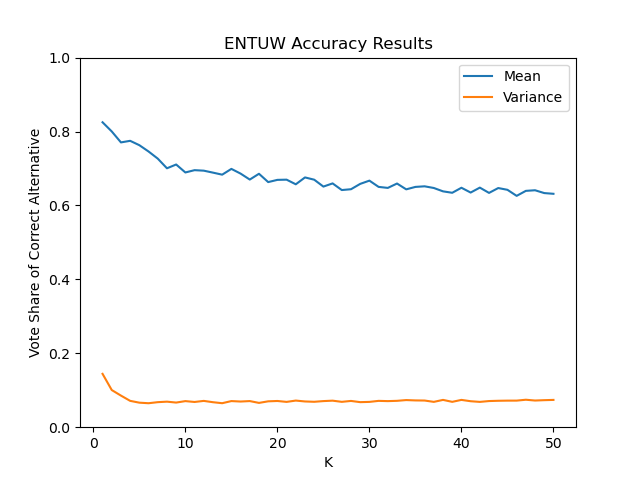 ENTUW Accuracy Results
Vote Share of Correct Alternative
1.0
0.8
0.6
0.4
0.2
0.0
0 10 20 30 40 50
K
Mean
Variance